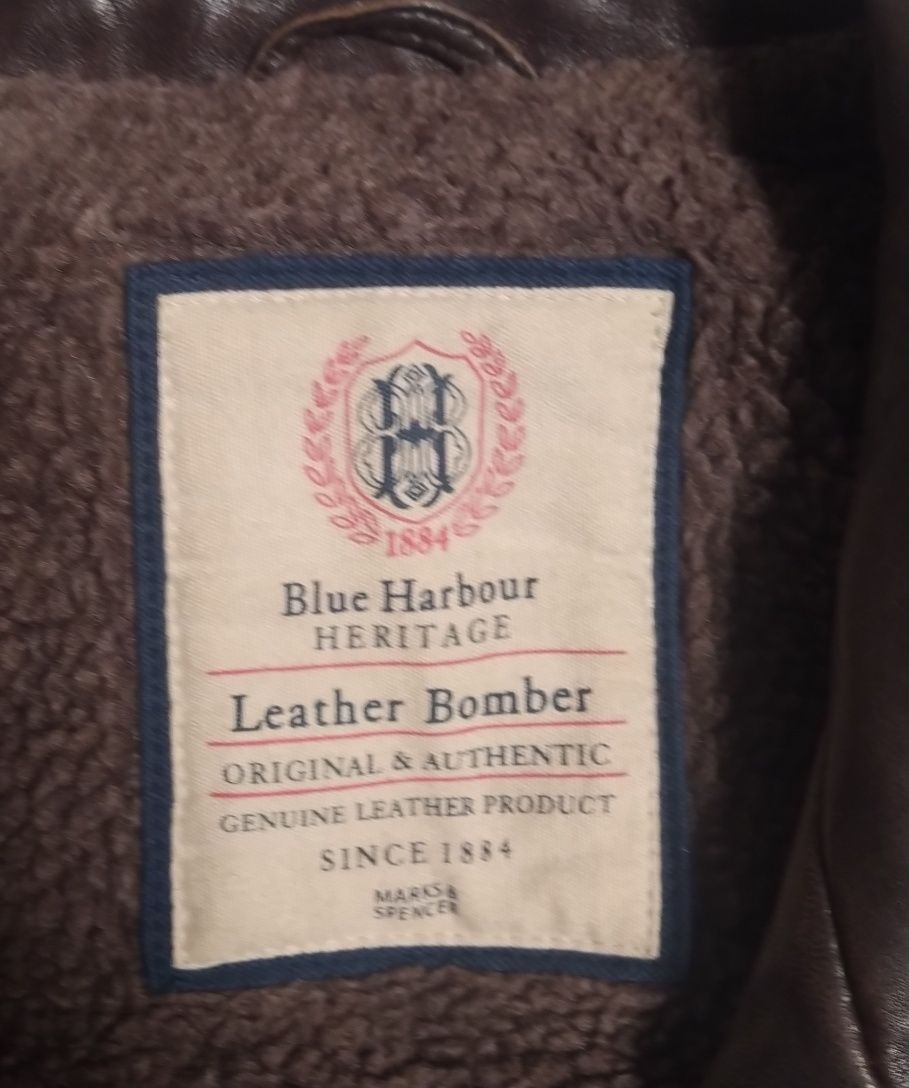 H
1884
Blue Harbour
HERITAGE
Leather Bomber
ORIGINAL & AUTHENTIC
GENUINE LEATHER PRODUCT
SINCE 1884
MARKS &
SPENCER